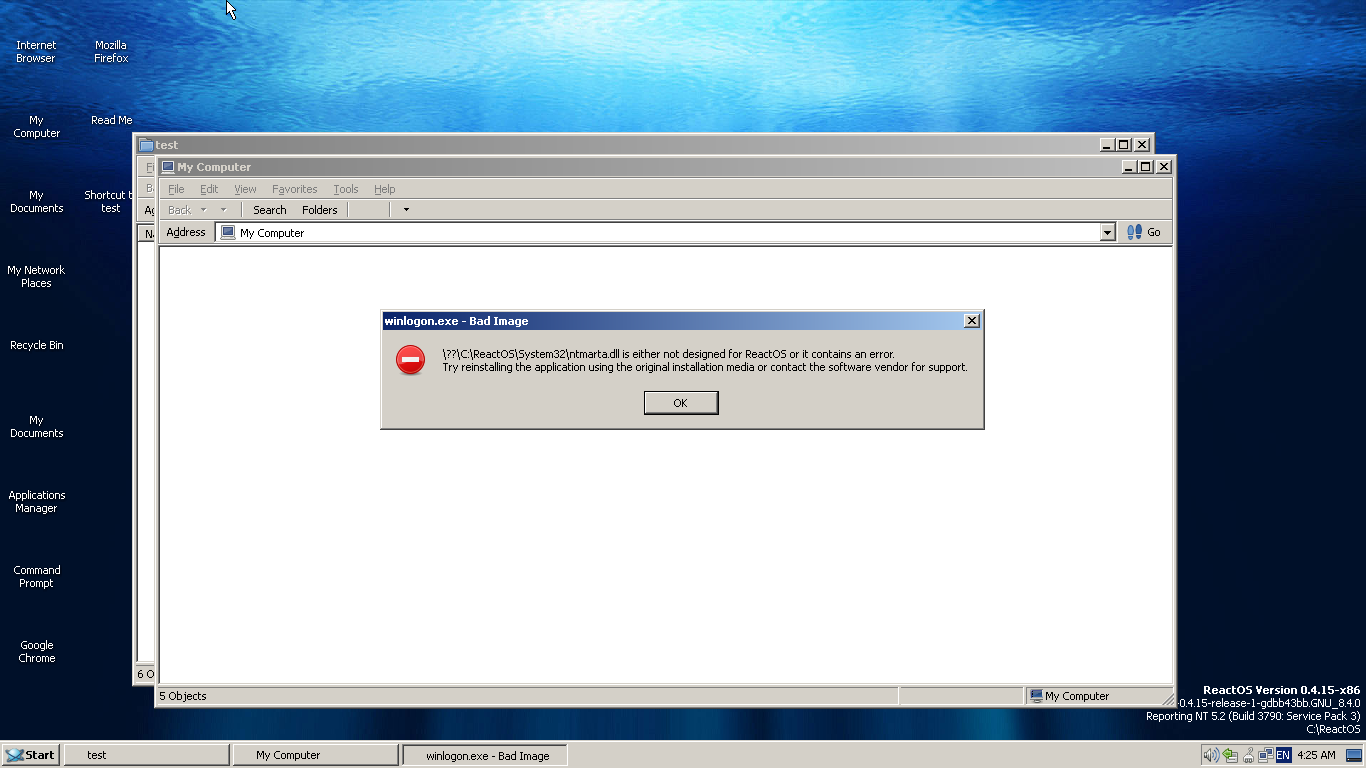 Internet
Browser
Mozilla
Firefox
My
Computer
Read Me
My
Documents
Shortcut t
test
My Network
Places
Recycle Bin
My
Documents
Applications
Manager
Command
Prompt
Google
Chrome
test
6 O
My Computer
File Edit View Favorites Tools Help
Back Search Folders
Address My Computer Go
winlogon.exe - Bad Image
\??\C:\ReactOS\System32\ntmarta.dll is either not designed for ReactOS or it contains an error.
Try reinstalling the application using the original installation media or contact the software vendor for support.
OK
5 Objects My Computer
ReactOS Version 0.4.15-x86
0.4.15-release-1-gdbb43bb.GNU_8.4.0
Reporting NT 5.2 (Build 3790: Service Pack 3)
C:\ReactOS
Start test My Computer winlogon.exe - Bad Image EN 4:25 AM